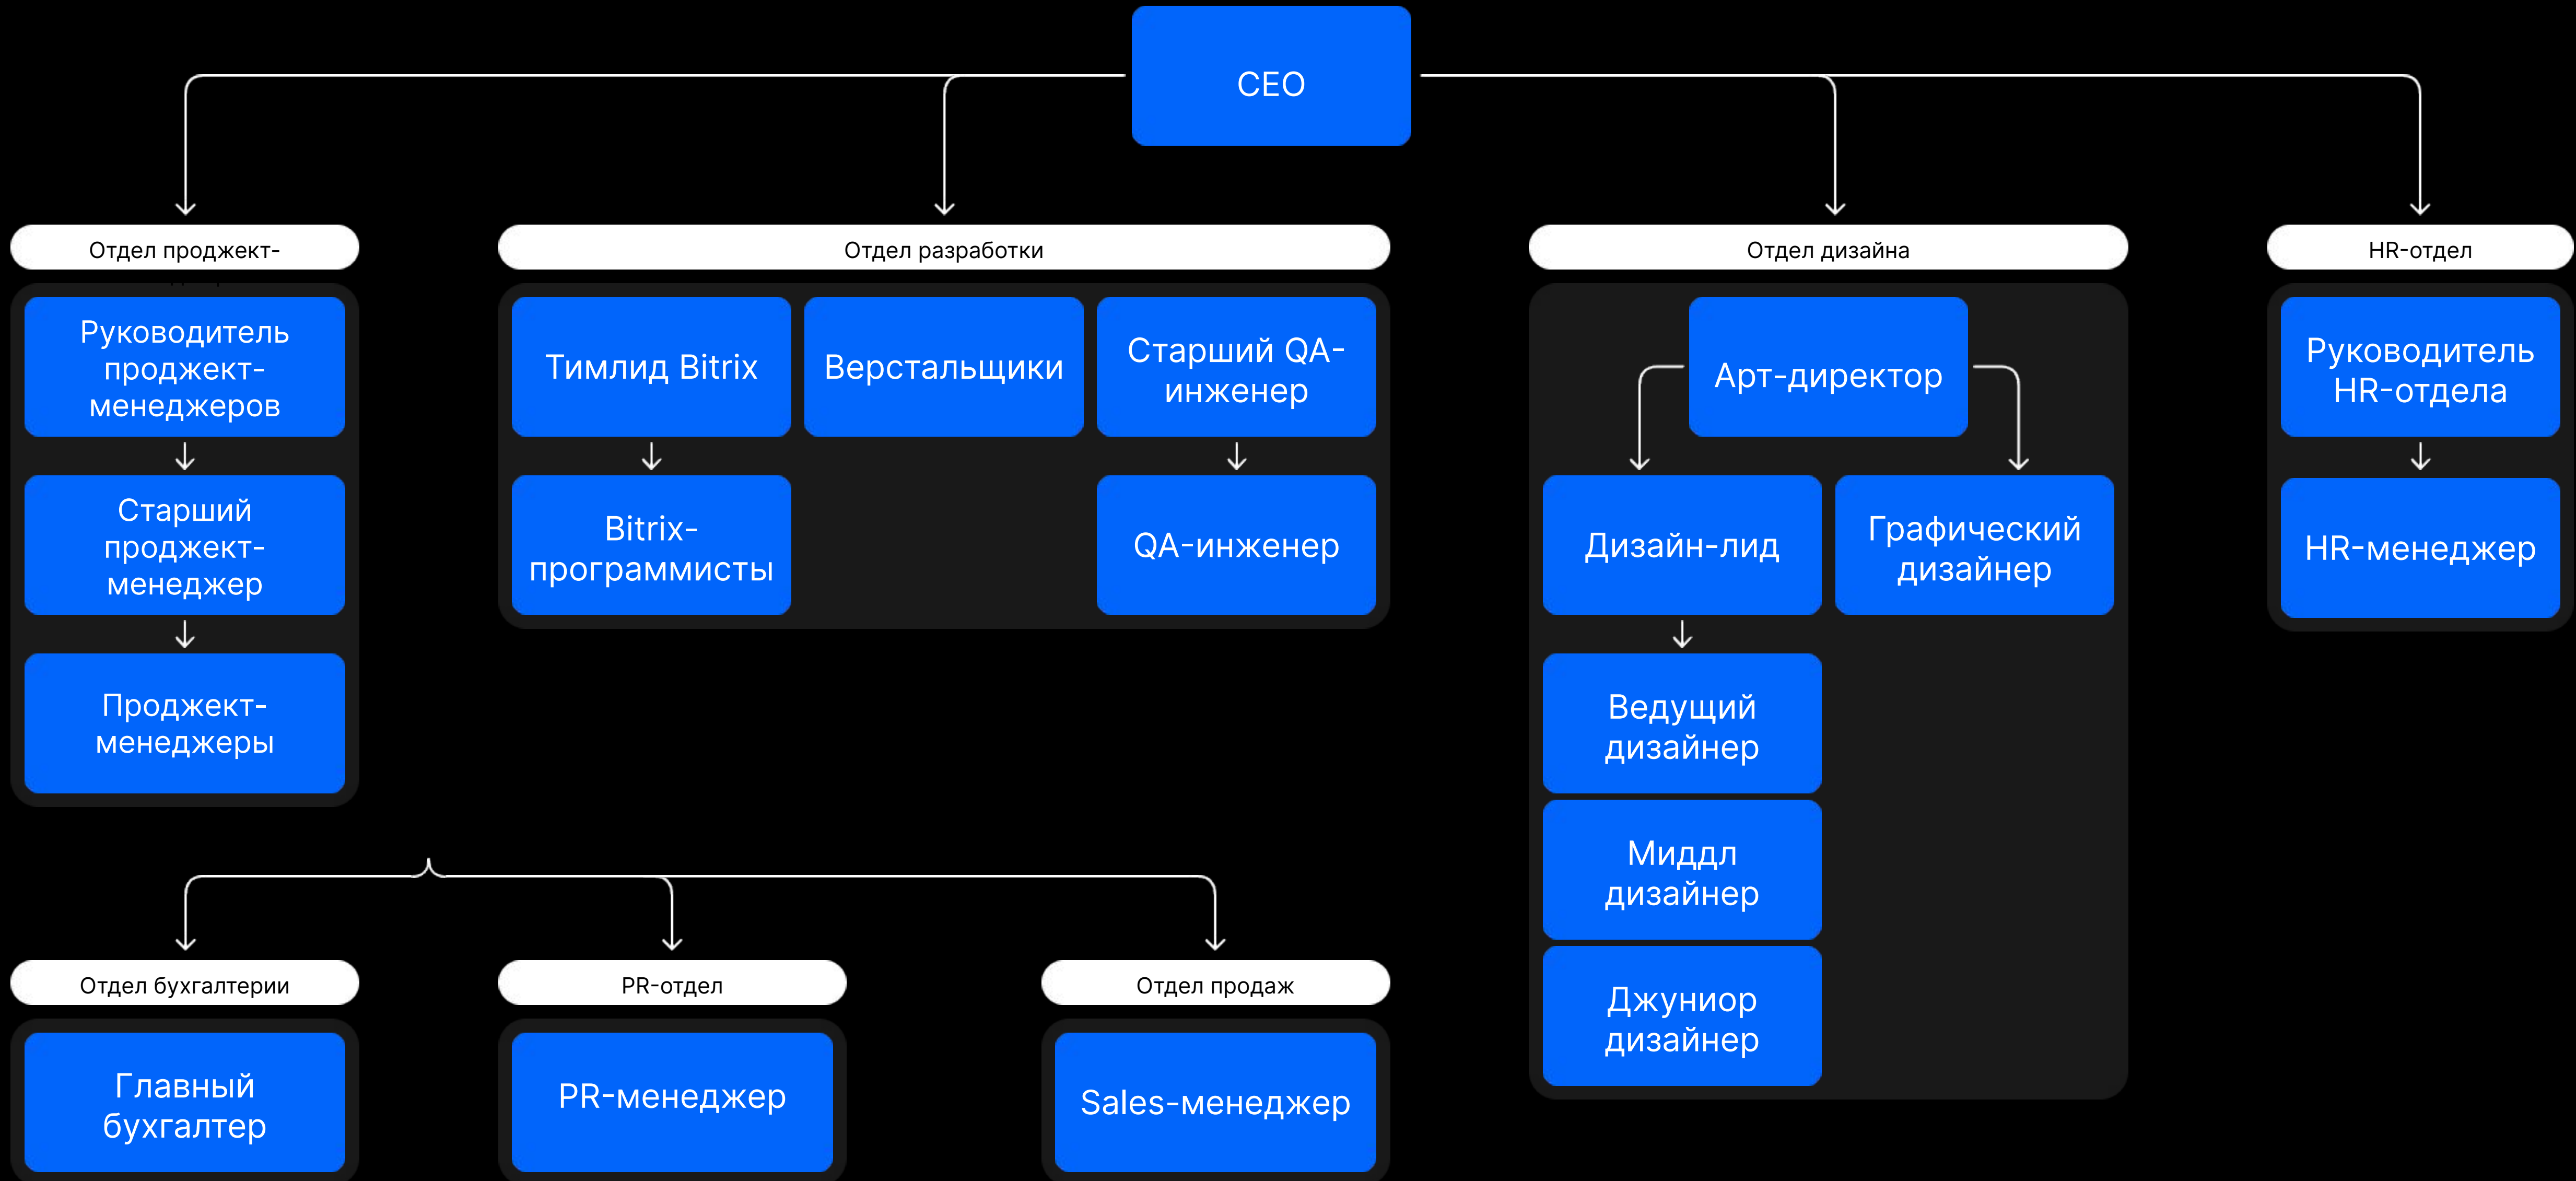 CEO
Отдел проджект-
Руководитель
проджект-
менеджеров
Старший
проджект-
менеджер
Проджект-
менеджеры
Отдел разработки
Тимлид Bitrix
Bitrix-
программисты
Верстальщики
Старший QA-
инженер
QA-инженер
Отдел дизайна
Арт-директор
Дизайн-лид
Графический
дизайнер
Ведущий
дизайнер
Миддл
дизайнер
Джуниор
дизайнер
HR-отдел
Руководитель
HR-отдела
HR-менеджер
Отдел бухгалтерии
Главный
бухгалтер
PR-отдел
PR-менеджер
Отдел продаж
Sales-менеджер